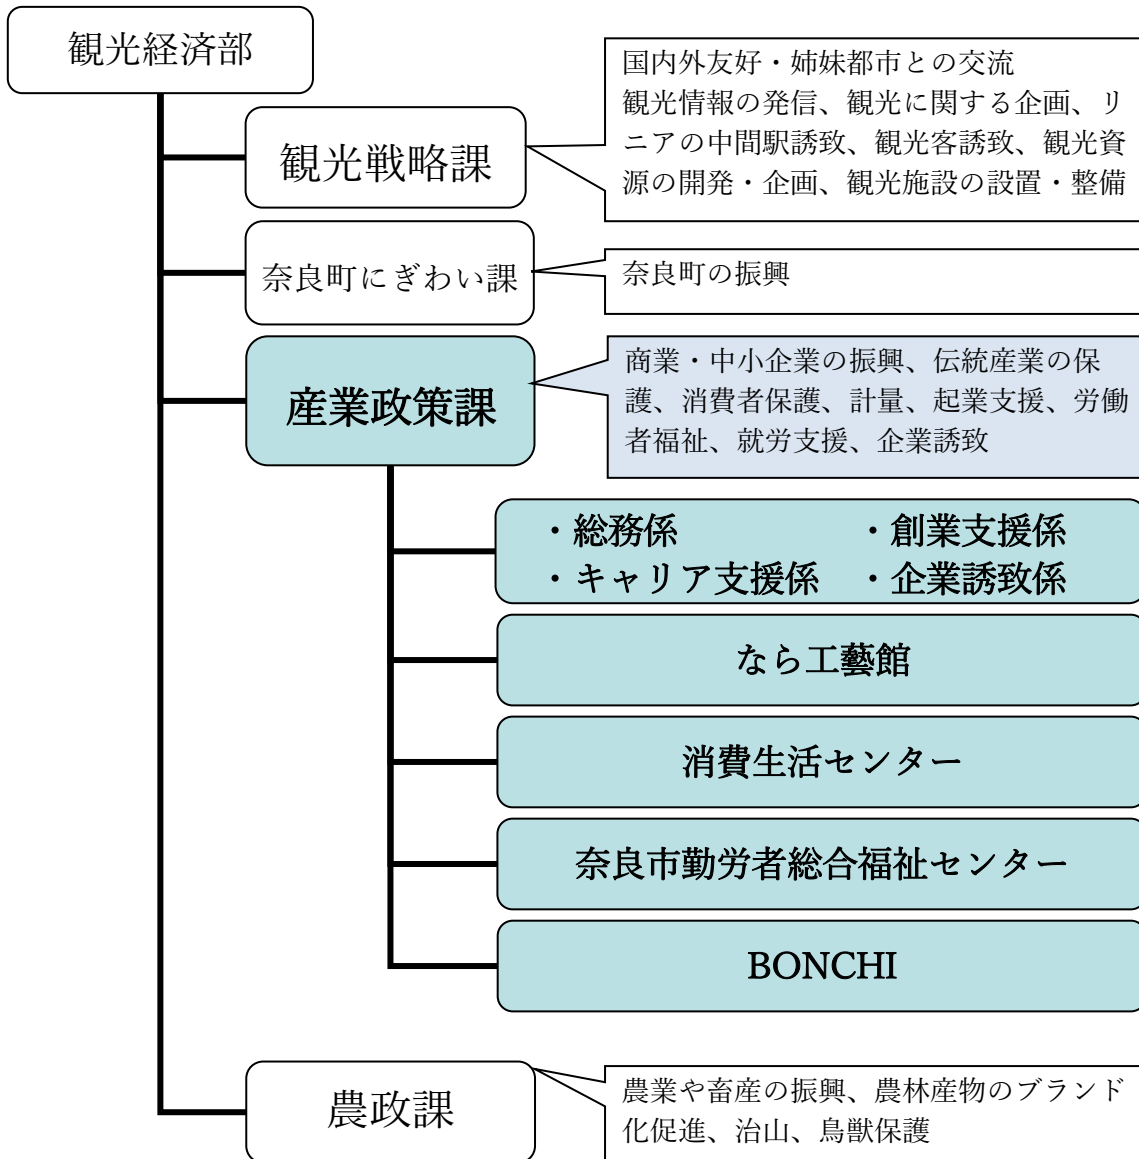 観光経済部
国内外友好・姉妹都市との交流
観光情報の発信、観光に関する企画、リ
ニアの中間駅誘致、観光客誘致、観光資
源の開発・企画、観光施設の設置・整備
観光戦略課
奈良町にぎわい課
奈良町の振興
産業政策課
商業・中小企業の振興、伝統産業の保
護、消費者保護、計量、起業支援、労働
者福祉、就労支援、企業誘致
・総務係 ・創業支援係
・キャリア支援係 ・企業誘致係
なら工藝館
消費生活センター
奈良市勤労者総合福祉センター
BONCHI
農政課
農業や畜産の振興、農林産物のブランド
化促進、治山、鳥獣保護